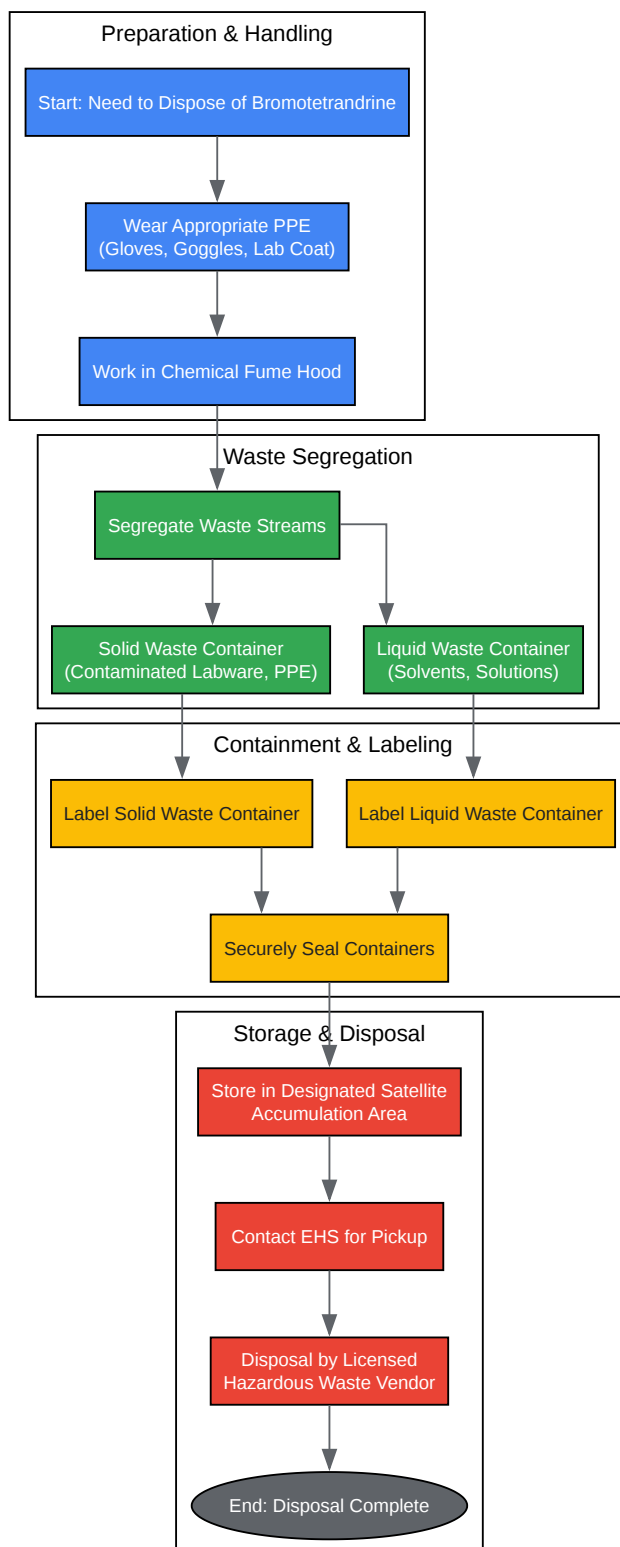 Preparation & Handling
Start: Need to Dispose of Bromotetrandrine
Wear Appropriate PPE
(Gloves, Goggles, Lab Coat)
Work in Chemical Fume Hood
Waste Segregation
Segregate Waste Streams
Solid Waste Container
(Contaminated Labware, PPE)
Liquid Waste Container
(Solvents, Solutions)
Containment & Labeling
Label Solid Waste Container
Label Liquid Waste Container
Securely Seal Containers
Storage & Disposal
Store in Designated Satellite
Accumulation Area
Contact EHS for Pickup
Disposal by Licensed
Hazardous Waste Vendor
End: Disposal Complete